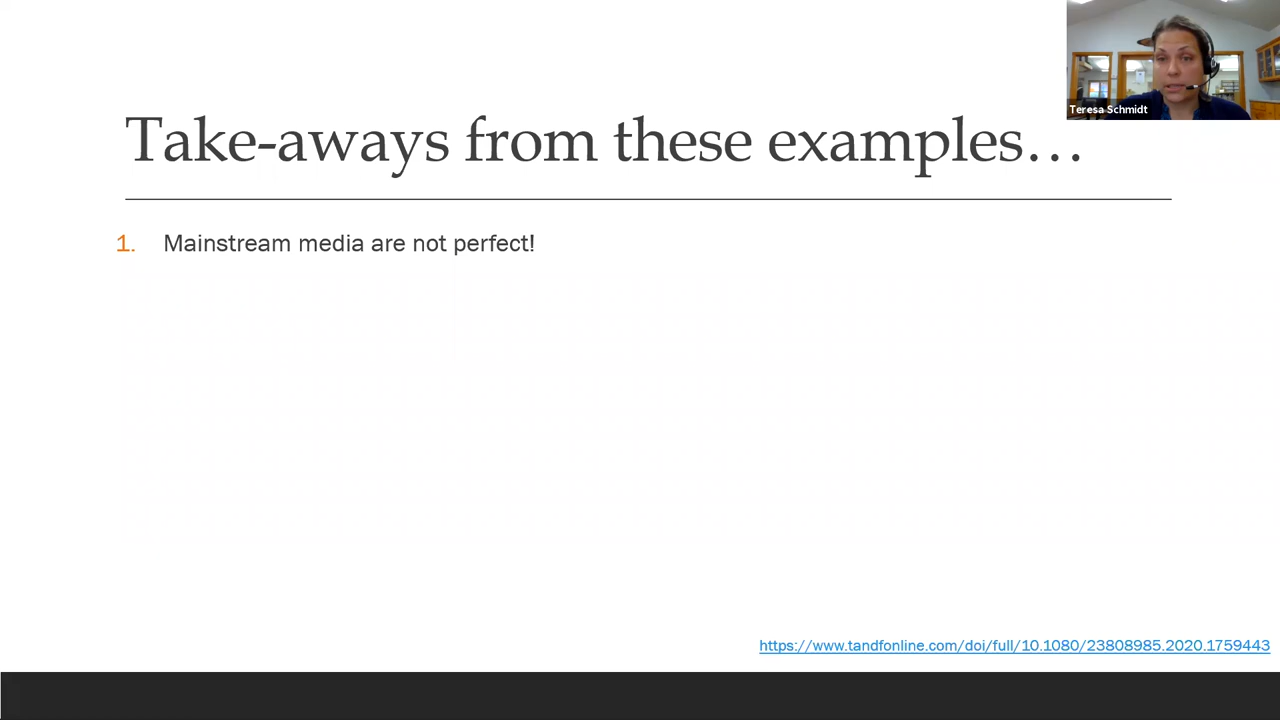 Teresa Schmidt
Take-aways from these examples…
1. Mainstream media are not perfect!
https://www.tandfonline.com/doi/full/10.1080/23808985.2020.1759443